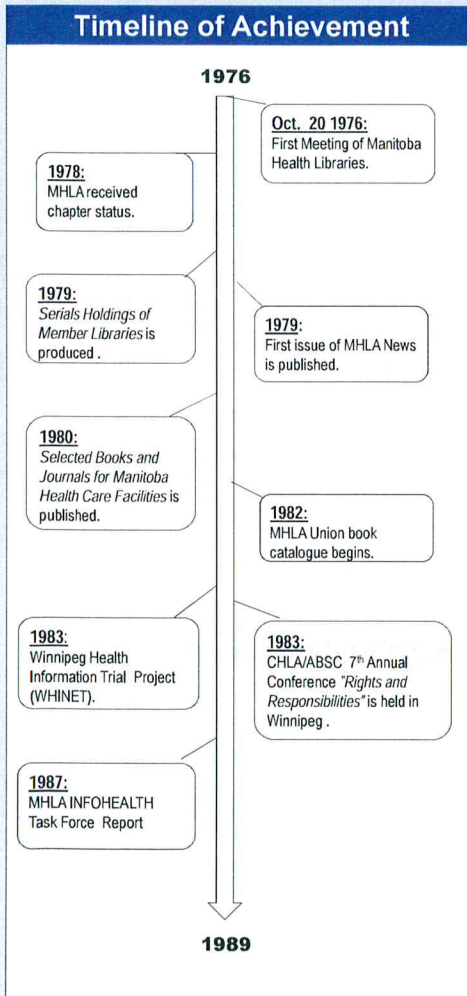 Timeline of Achievement
1976
Oct. 20 1976:
First Meeting of Manitoba
Health Libraries.
1978:
MHLA received
chapter status.
1979:
Serials Holdings of
Member Libraries is
produced .
1979:
First issue of MHLA News
is published.
1980:
Selected Books and
Journals for Manitoba
Health Care Facilities is
published.
1982:
MHLA Union book
catalogue begins.
1983:
Winnipeg Health
Information Trial Project
(WHINET).
1983:
CHLA/ABSC 7th Annual
Conference "Rights and
Responsibilities" is held in
Winnipeg .
1987:
MHLA INFOHEALTH
Task Force Report
1989